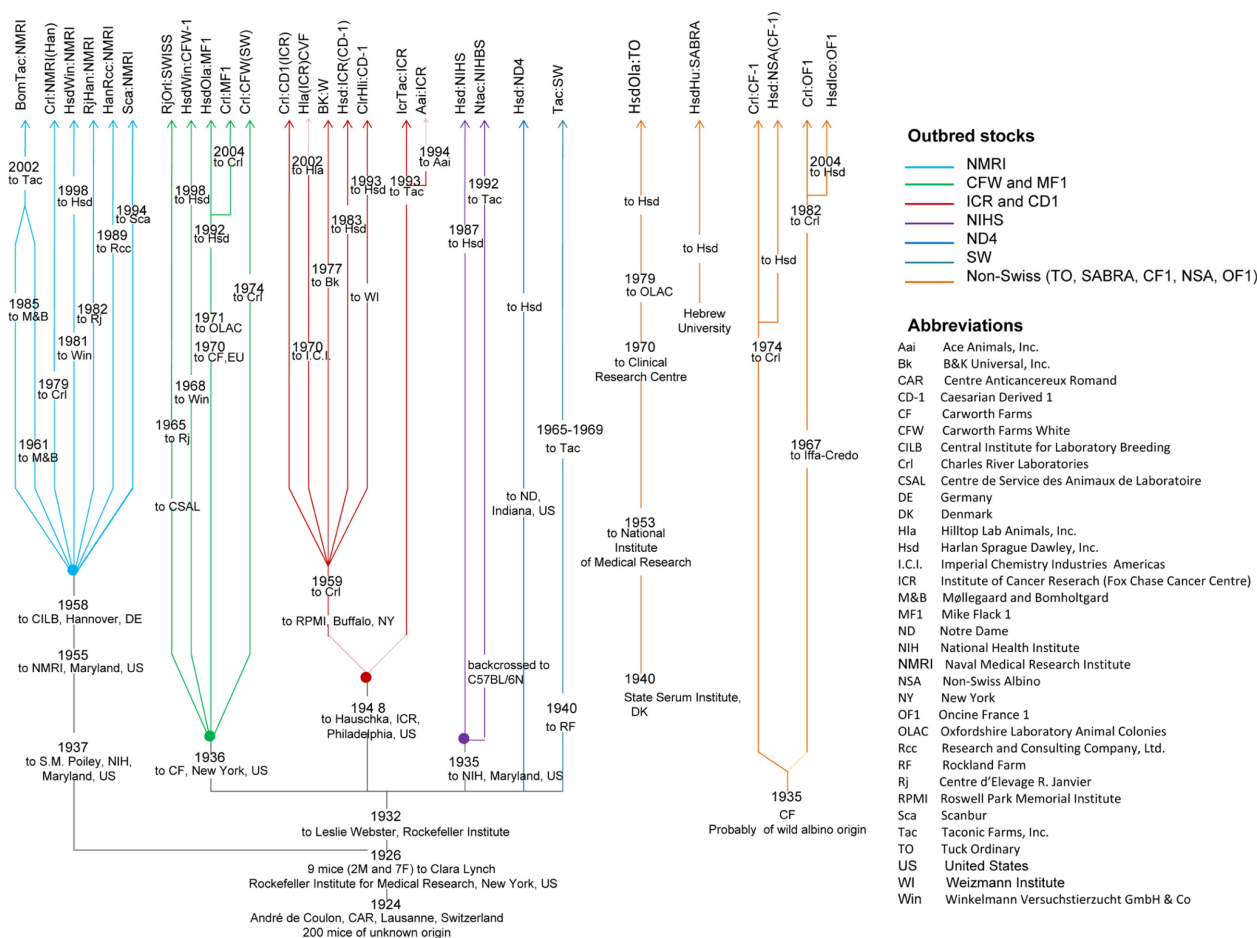 BomTac:NMRI
Crl:NMRI(Han)
HsdWin:NMRI
RjHan:NMRI
HanRcc:NMRI
Sca:NMRI
RjOrl:SWISS
HsdWin:CFW-1
HsdOla:MF1
Crl:MF1
Crl:CFW(SW)
Crl:CD1(ICR)
Hla(ICR)CVF
BK:W
Hsd:ICR(CD-1)
ClrHli:CD-1
IcrTac:ICR
Aai:ICR
Hsd:NIHS
Ntac:NIHBS
Hsd:ND4
Tac:SW
HsdOla:TO
HsdHu:SABRA
Crl:CF-1
Hsd:NSA(CF-1)
Crl:OF1
HsdIco:OF1
2002
to Tac
1998
to Hsd
1994
to Sca
1989
to Rcc
1985
to M&B
1982
to Rj
1981
to Win
1979
to Crl
1961
to M&B
1958
to CILB, Hannover, DE
1955
to NMRI, Maryland, US
1937
to S.M. Poiley, NIH,
Maryland, US
2004
to Crl
1998
to Hsd
1992
to Hsd
1974
to Crl
1971
to OLAC
1970
to CF,EU
1968
to Win
1965
to Rj
to CSAL
1936
to CF, New York, US
2002
to Hla
1993
to Hsd
1983
to Hsd
1977
to Bk
to WI
1970
to I.C.I.
1959
to Crl
to RPMI, Buffalo, NY
1994
to Aai
1993
to Tac
194 8
to Hauschka, ICR,
Philadelphia, US
1992
to Tac
1987
to Hsd
backcrossed to
C57BL/6N
1935
to NIH, Maryland, US
to Hsd
to ND,
Indiana, US
1965-1969
to Tac
1940
to RF
1932
to Leslie Webster, Rockefeller Institute
1926
9 mice (2M and 7F) to Clara Lynch
Rockefeller Institute for Medical Research, New York, US
1924
André de Coulon, CAR, Lausanne, Switzerland
200 mice of unknown origin
to Hsd
1979
to OLAC
1970
to Clinical
Research Centre
1953
to National
Institute
of Medical Research
1940
State Serum Institute,
DK
to Hsd
Hebrew
University
to Hsd
1974
to Crl
2004
to Hsd
1982
to Crl
1967
to Iffa-Credo
1935
CF
Probably of wild albino origin
Outbred stocks
NMRI
CFW and MF1
ICR and CD1
NIHS
ND4
SW
Non-Swiss (TO, SABRA, CF1, NSA, OF1)
Abbreviations
Aai Ace Animals, Inc.
Bk B&K Universal, Inc.
CAR Centre Anticancereux Romand
CD-1 Caesarian Derived 1
CF Carworth Farms
CFW Carworth Farms White
CILB Central Institute for Laboratory Breeding
Crl Charles River Laboratories
CSAL Centre de Service des Animaux de Laboratoire
DE Germany
DK Denmark
Hla Hilltop Lab Animals, Inc.
Hsd Harlan Sprague Dawley, Inc.
I.C.I. Imperial Chemistry Industries Americas
ICR Institute of Cancer Reserach (Fox Chase Cancer Centre)
M&B Møllegaard and Bomholtgard
MF1 Mike Flack 1
ND Notre Dame
NIH National Health Institute
NMRI Naval Medical Research Institute
NSA Non-Swiss Albino
NY New York
OF1 Oncine France 1
OLAC Oxfordshire Laboratory Animal Colonies
Rcc Research and Consulting Company, Ltd.
RF Rockland Farm
Rj Centre d'Elevage R. Janvier
RPMI Roswell Park Memorial Institute
Sca Scanbur
Tac Taconic Farms, Inc.
TO Tuck Ordinary
US United States
WI Weizmann Institute
Win Winkelmann Versuchstierzucht GmbH & Co